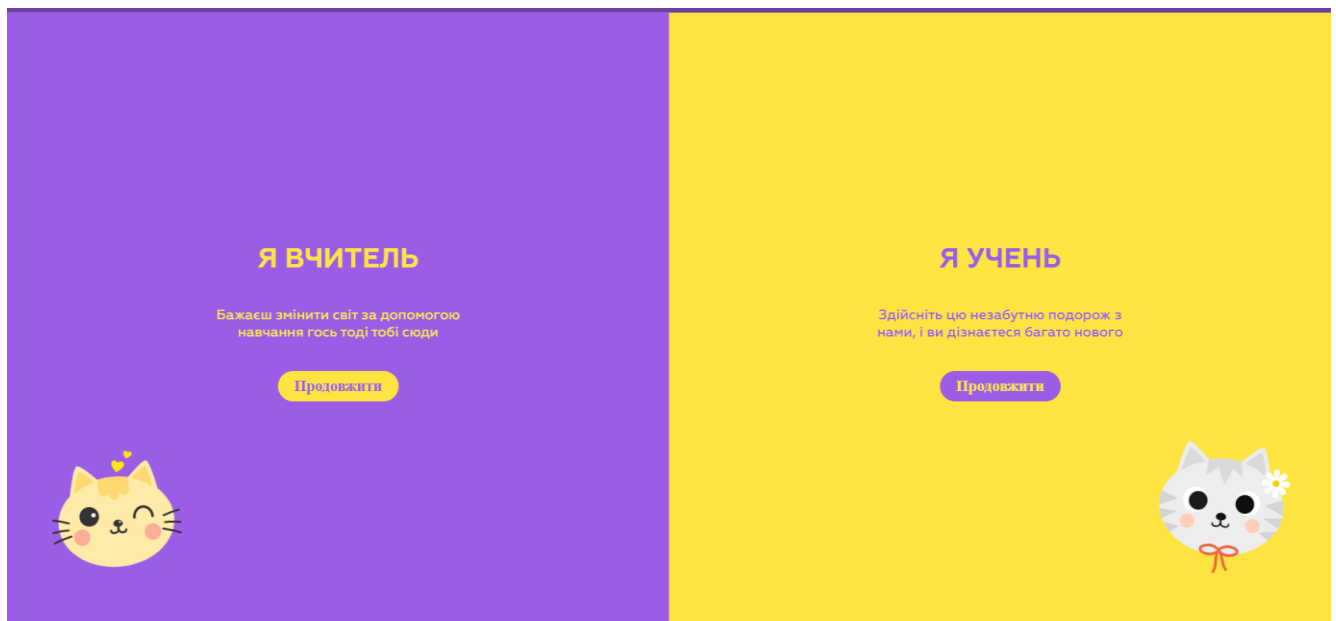 Я ВЧИТЕЛЬ
Бажаєш змінити світ за допомогою
навчання гось тоді тобі сюди
Продовжити
Я УЧЕНЬ
Здійсніть цю незабутню подорож з
нами, і ви дізнаєтеся багато нового
Продовжити